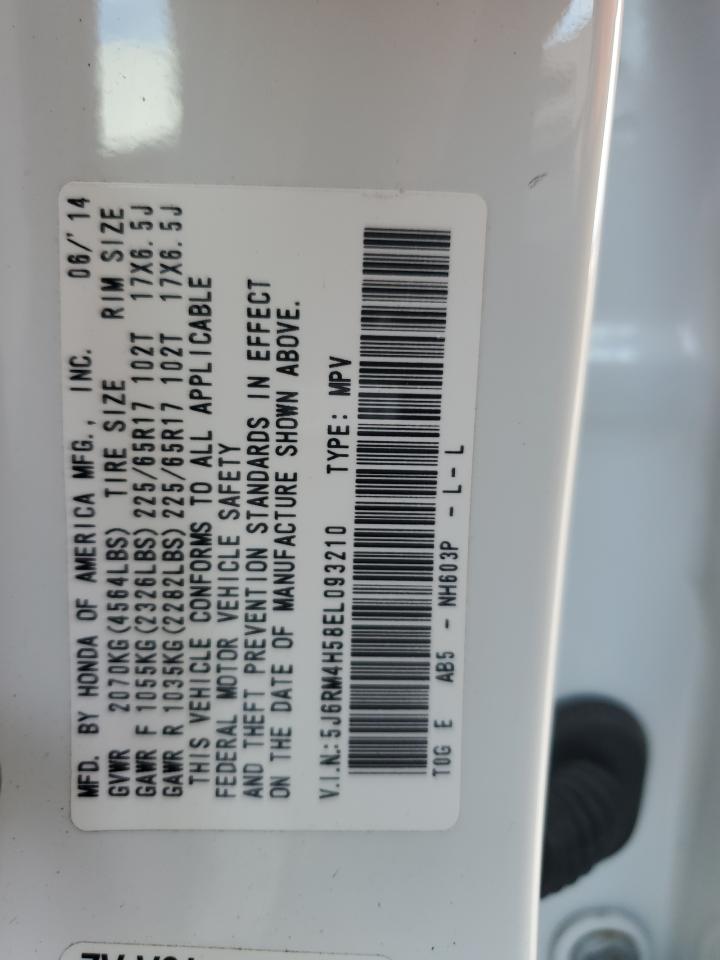 MFD. BY HONDA OF AMERICA MFG., INC. 06/'14
GVWR 2070KG(4564LBS) TIRE SIZE RIM SIZE
GAWR F 1055KG(2326LBS) 225/65R17 102T 17X6.5J
GAWR R 1035KG(2282LBS) 225/65R17 102T 17X6.5J
THIS VEHICLE CONFORMS TO ALL APPLICABLE
FEDERAL MOTOR VEHICLE SAFETY
AND THEFT PREVENTION STANDARDS IN EFFECT
ON THE DATE OF MANUFACTURE SHOWN ABOVE.
V.I.N.:5J6RM4H58EL093210 TYPE: MPV
T0G E AB5 - NH603P - L - L